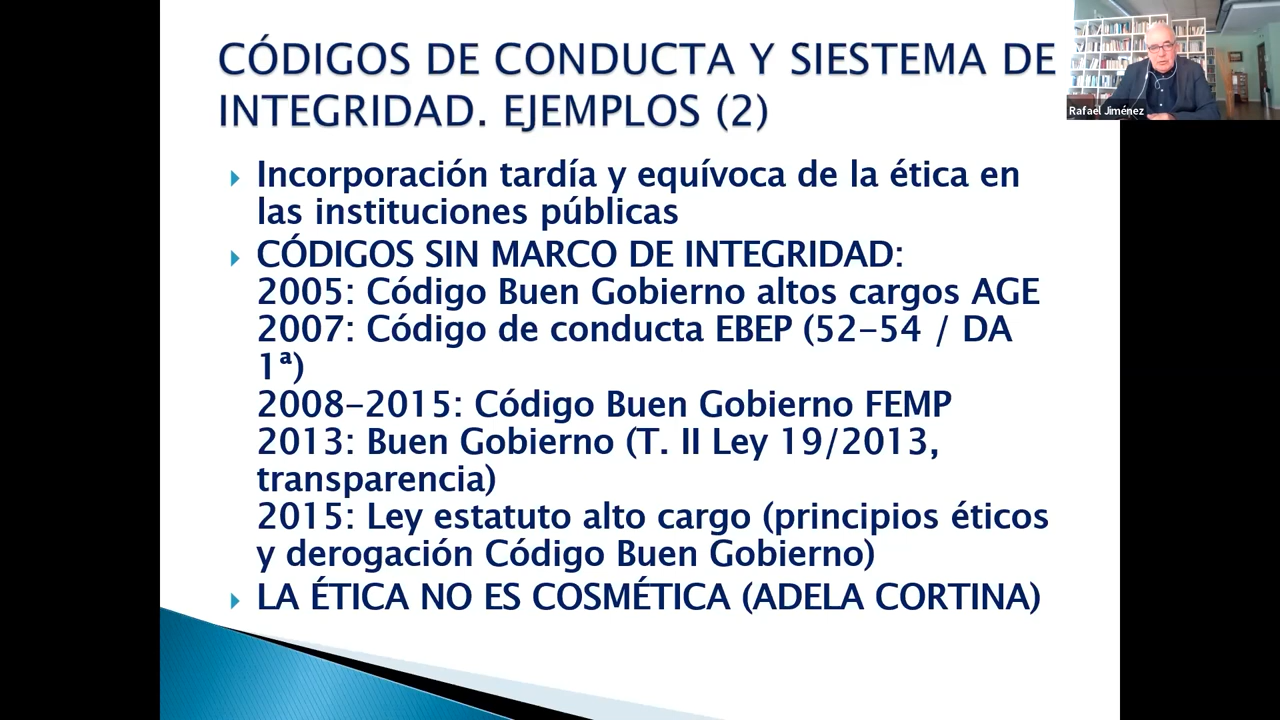 CÓDIGOS DE CONDUCTA Y SIESTEMA DE
INTEGRIDAD. EJEMPLOS (2)
Incorporación tardía y equívoca de la ética en
las instituciones públicas
CÓDIGOS SIN MARCO DE INTEGRIDAD:
2005: Código Buen Gobierno altos cargos AGE
2007: Código de conducta EBEP (52-54 / DA
1ª)
2008-2015: Código Buen Gobierno FEMP
2013: Buen Gobierno (T. II Ley 19/2013,
transparencia)
2015: Ley estatuto alto cargo (principios éticos
y derogación Código Buen Gobierno)
LA ÉTICA NO ES COSMÉTICA (ADELA CORTINA)
Rafael Jiménez